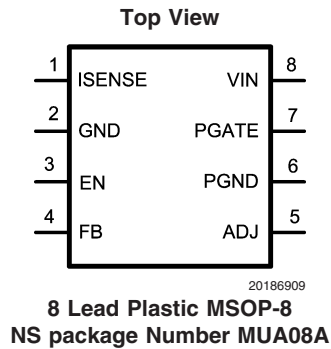 Top View
1 ISENSE VIN 8
2 GND PGATE 7
3 EN PGND 6
4 FB ADJ 5
20186909
8 Lead Plastic MSOP-8
NS package Number MUA08A